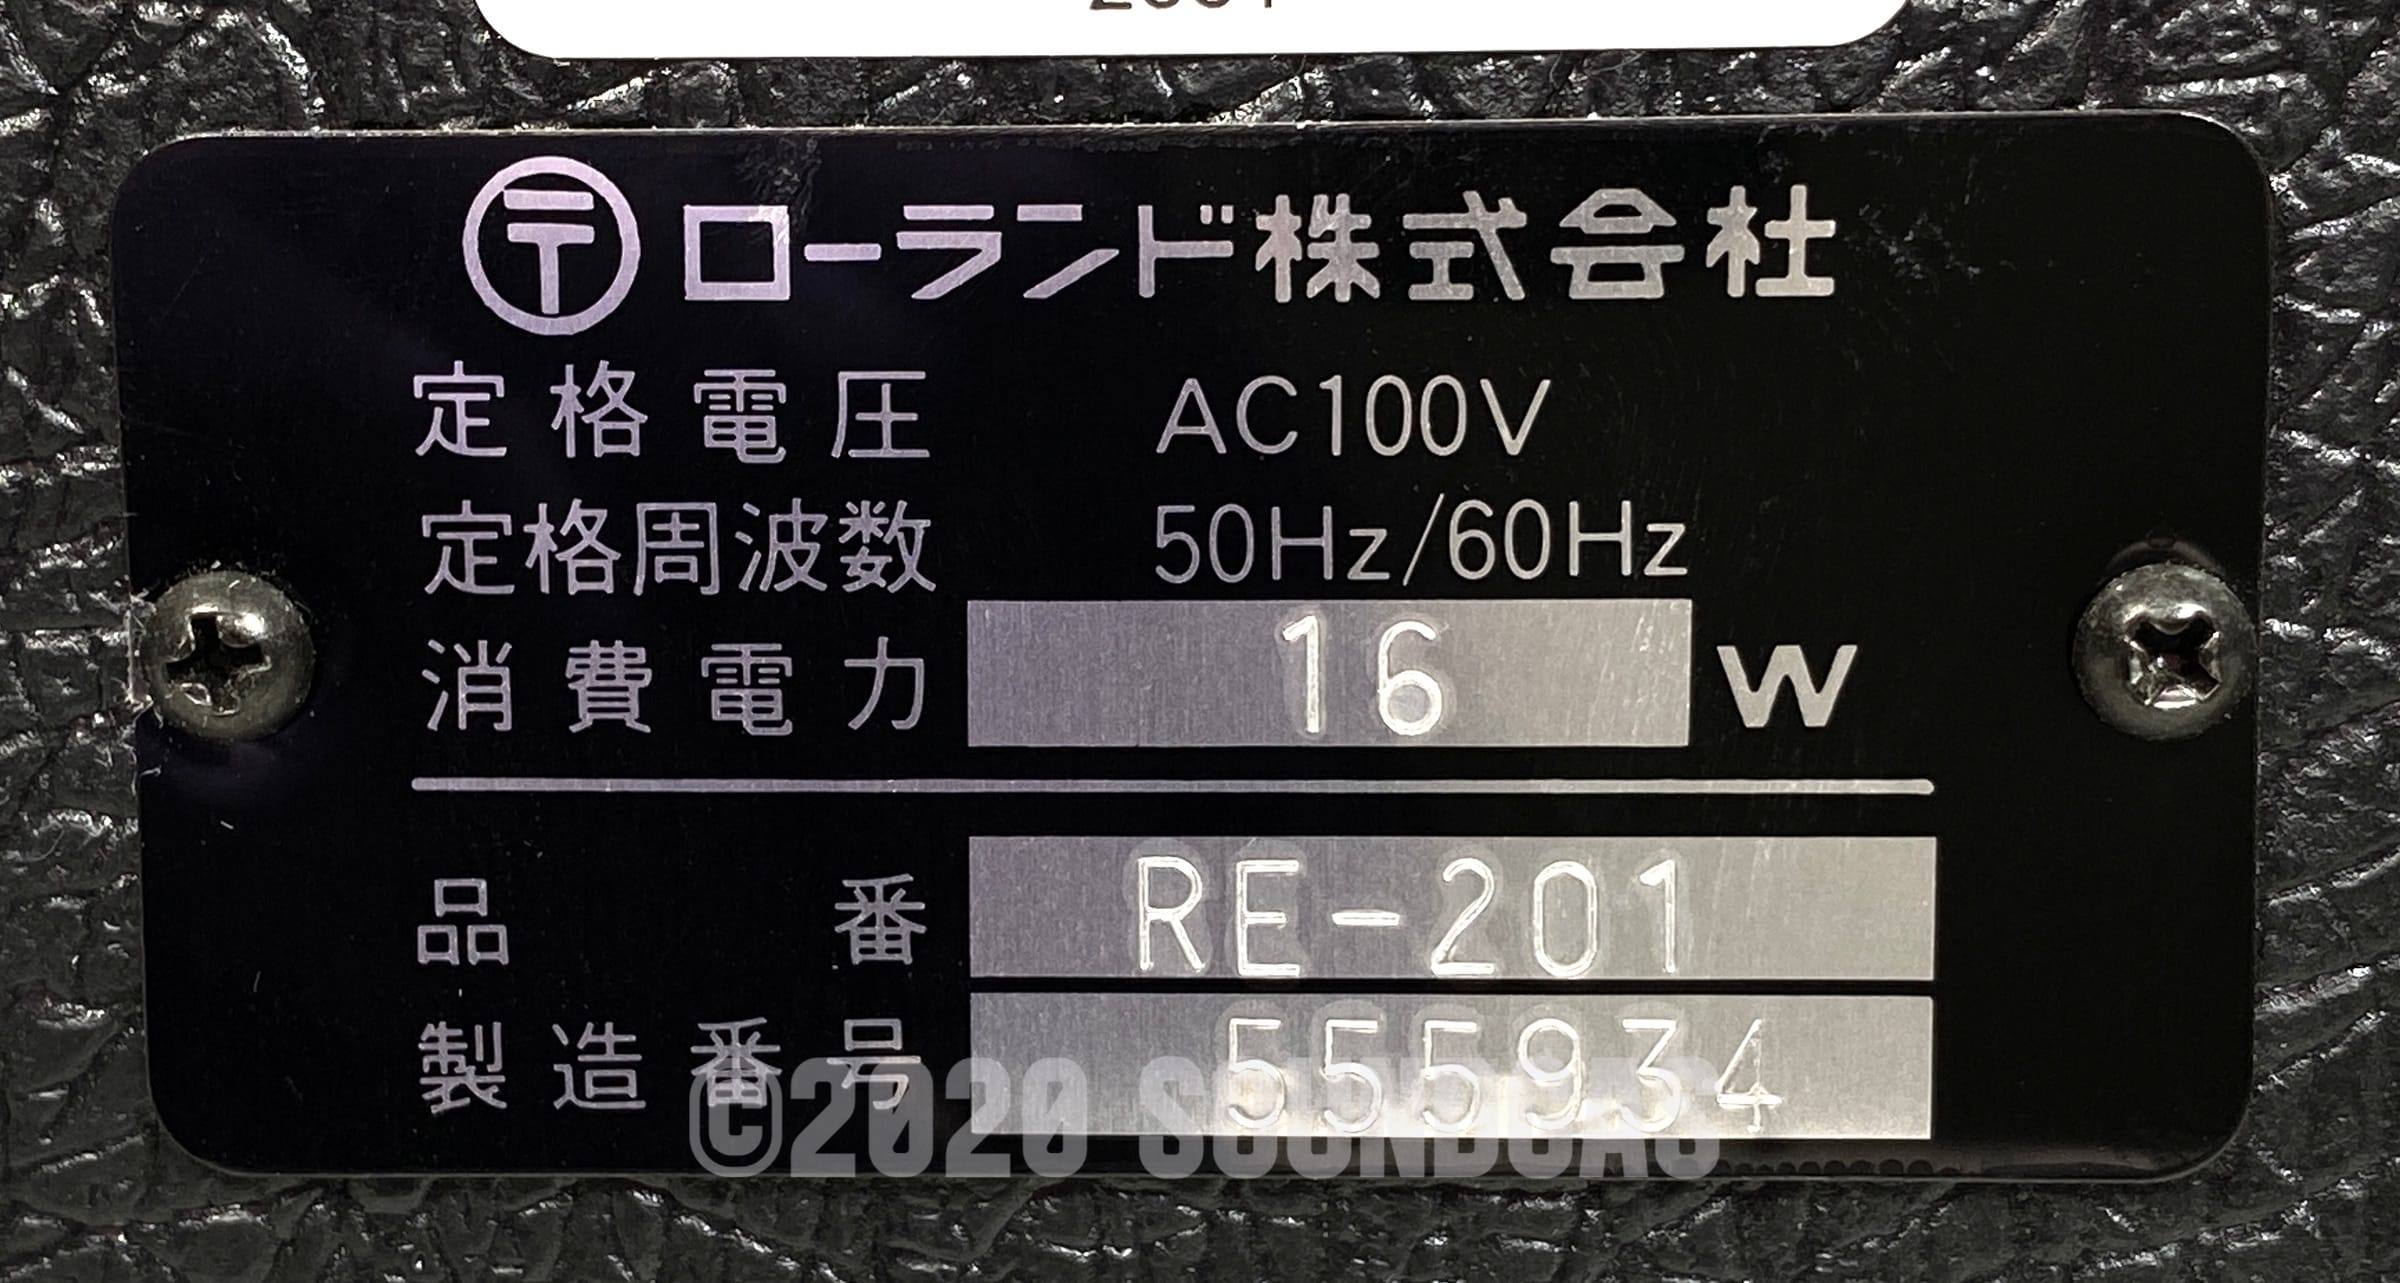 〒ローランド株式会社
定格電圧 AC100V
定格周波数 50Hz/60Hz
消費電力 16 W
品番 RE-201
製造番号 555934
©2020 SOUNDGAS